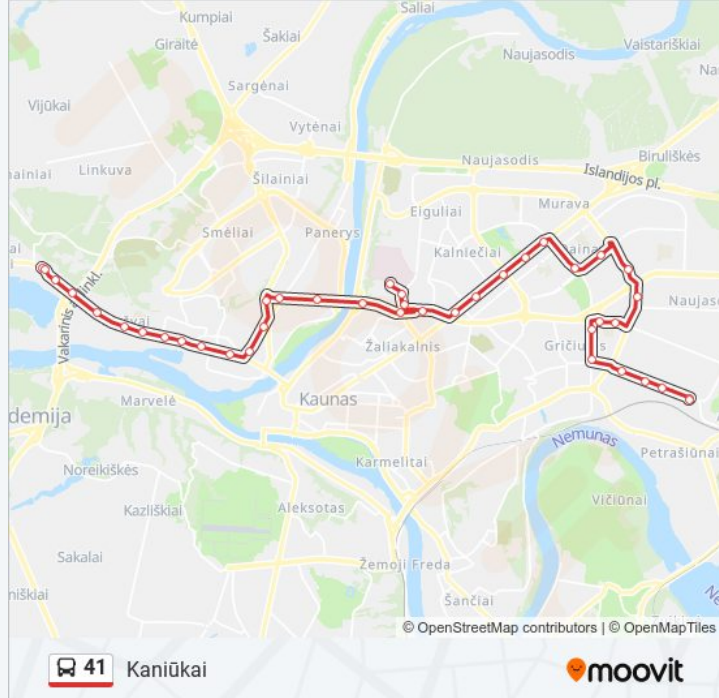 Kumpiai
Saliai
Šakiai
Giraitė
Naujasodis
Vaistariškiai
Sargėnai
Vijūkai
Vytėnai
Naujasodis
Biruliškės
Linkuva
Islandijos pl.
Šilainiai
Eiguliai
Murava
Smėliai
Panerys
Kalniečiai
Vakarinis aplinkl.
Žaliakalnis
Kaunas
Marvelė
Nemunas
Petrašiūnai
Karmelitai
Noreikiškės
Vičiūnai
Kazliškiai
Aleksotas
Sakalai
Žemoji Freda
Šančiai
© OpenStreetMap contributors | © OpenMapTiles
41 Kaniūkai
moovit